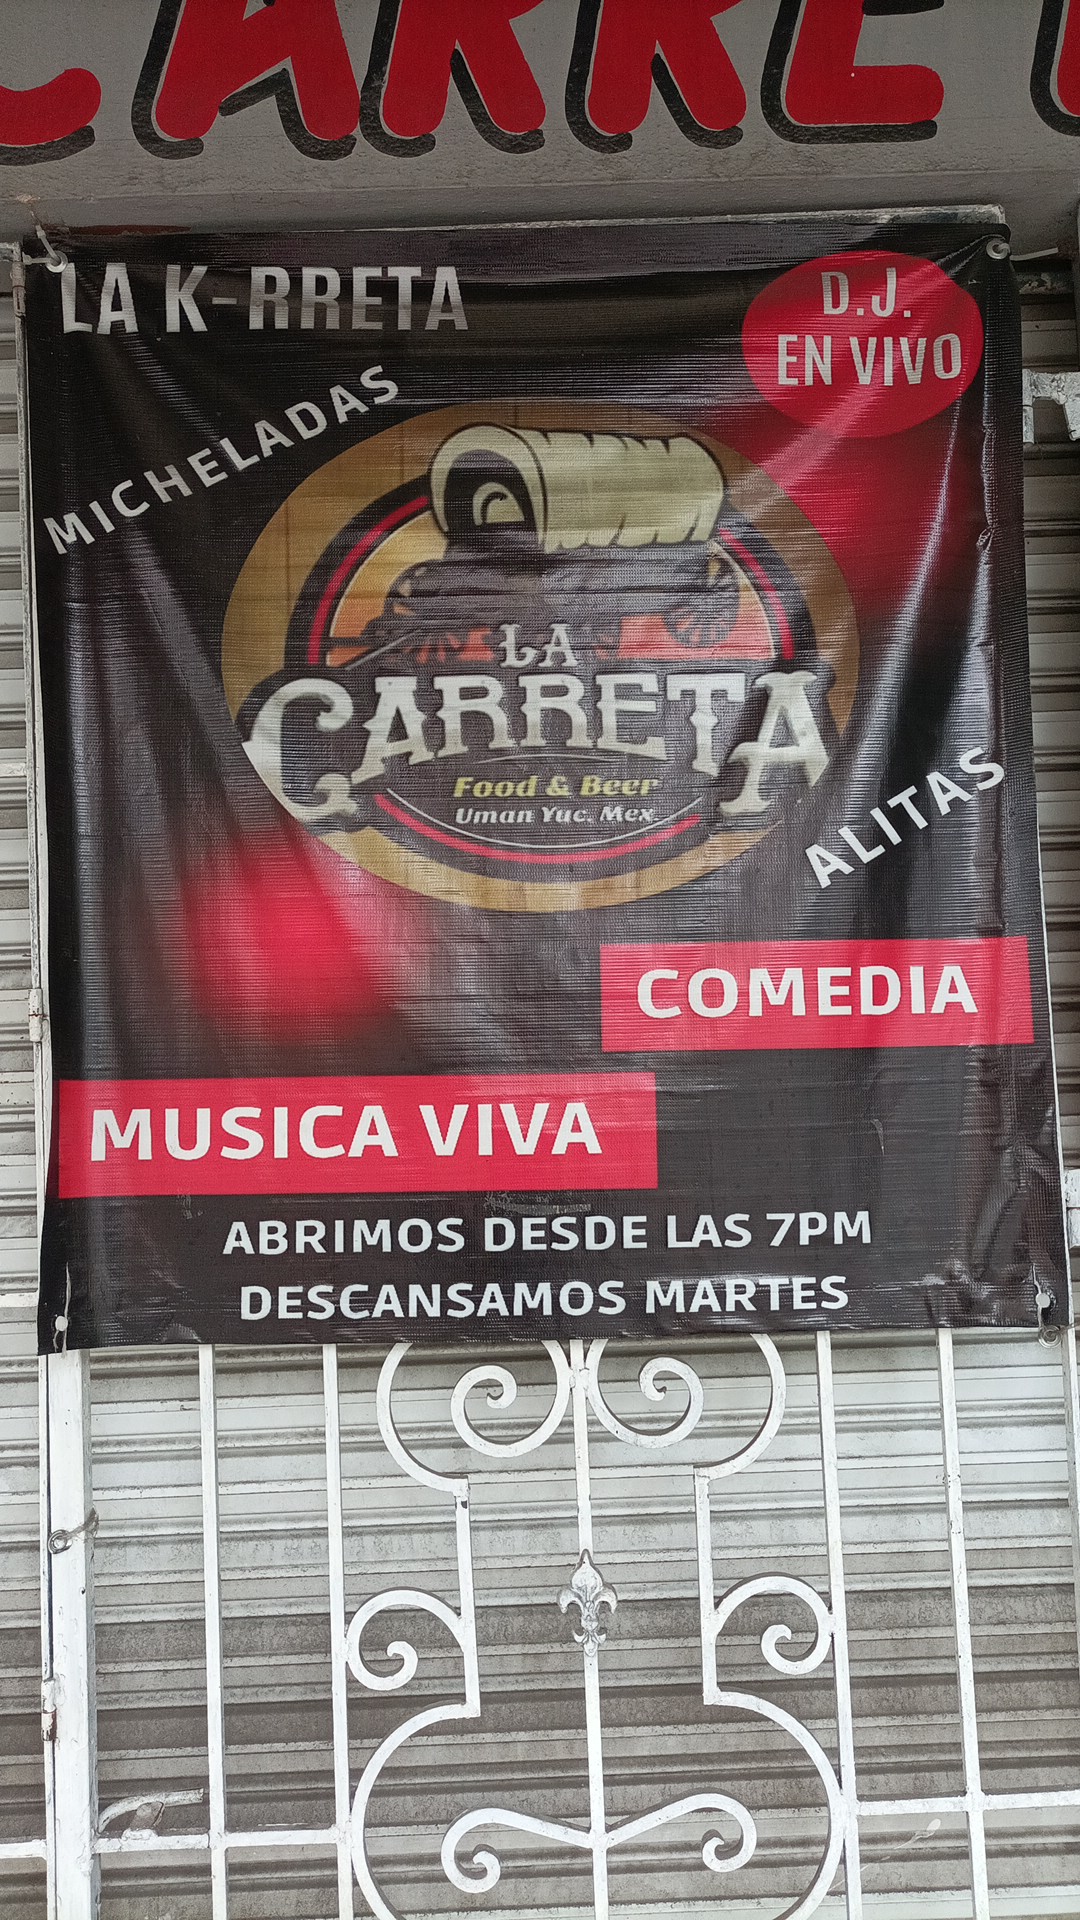 CARRE
LA K-RRETA
D.J.
EN VIVO
MICHELADAS
LA
CARRETA
Food & Beer
Uman Yuc. Mex.
ALITAS
COMEDIA
MUSICA VIVA
ABRIMOS DESDE LAS 7PM
DESCANSAMOS MARTES